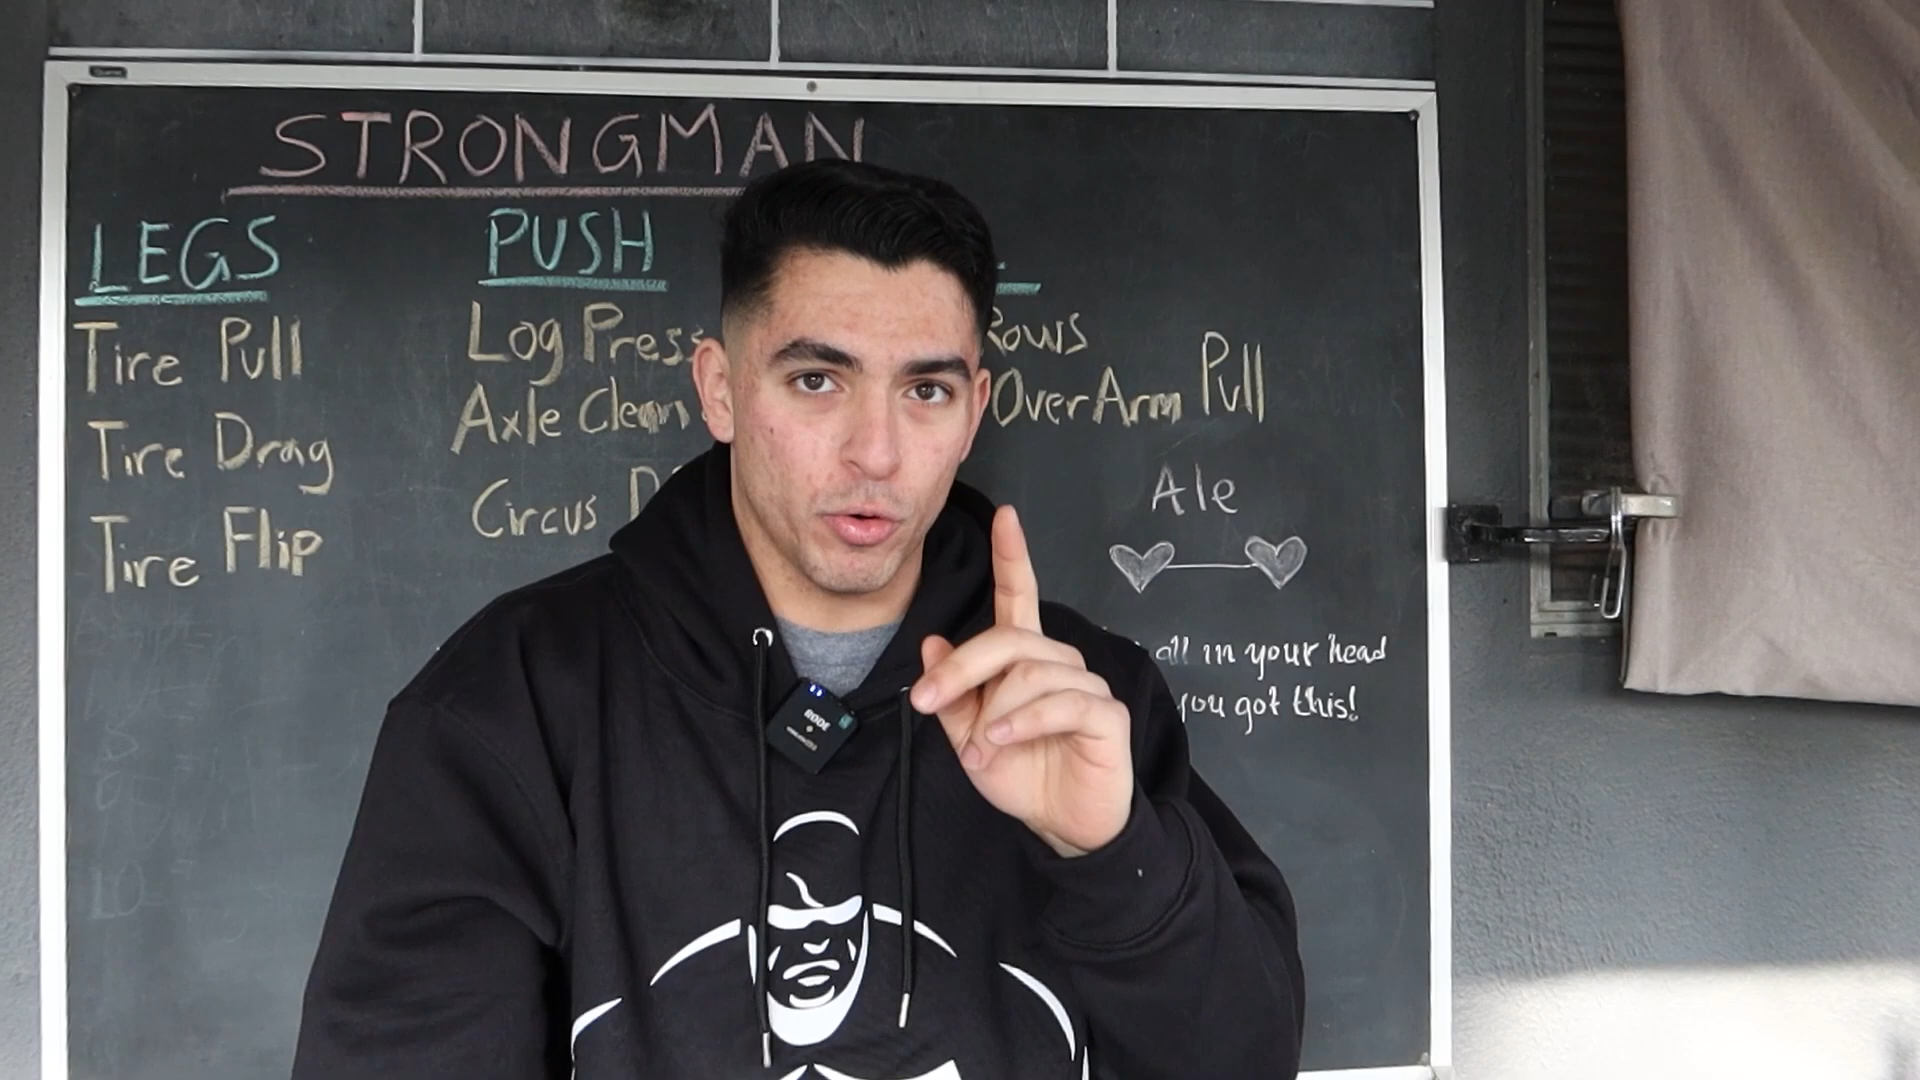 STRONGMAN
LEGS
Tire Pull
Tire Drag
Tire Flip
PUSH
Log Press
Axle Clean
Circus
Rows
OverArm Pull
Ale
all in your head
you got this!
RODE